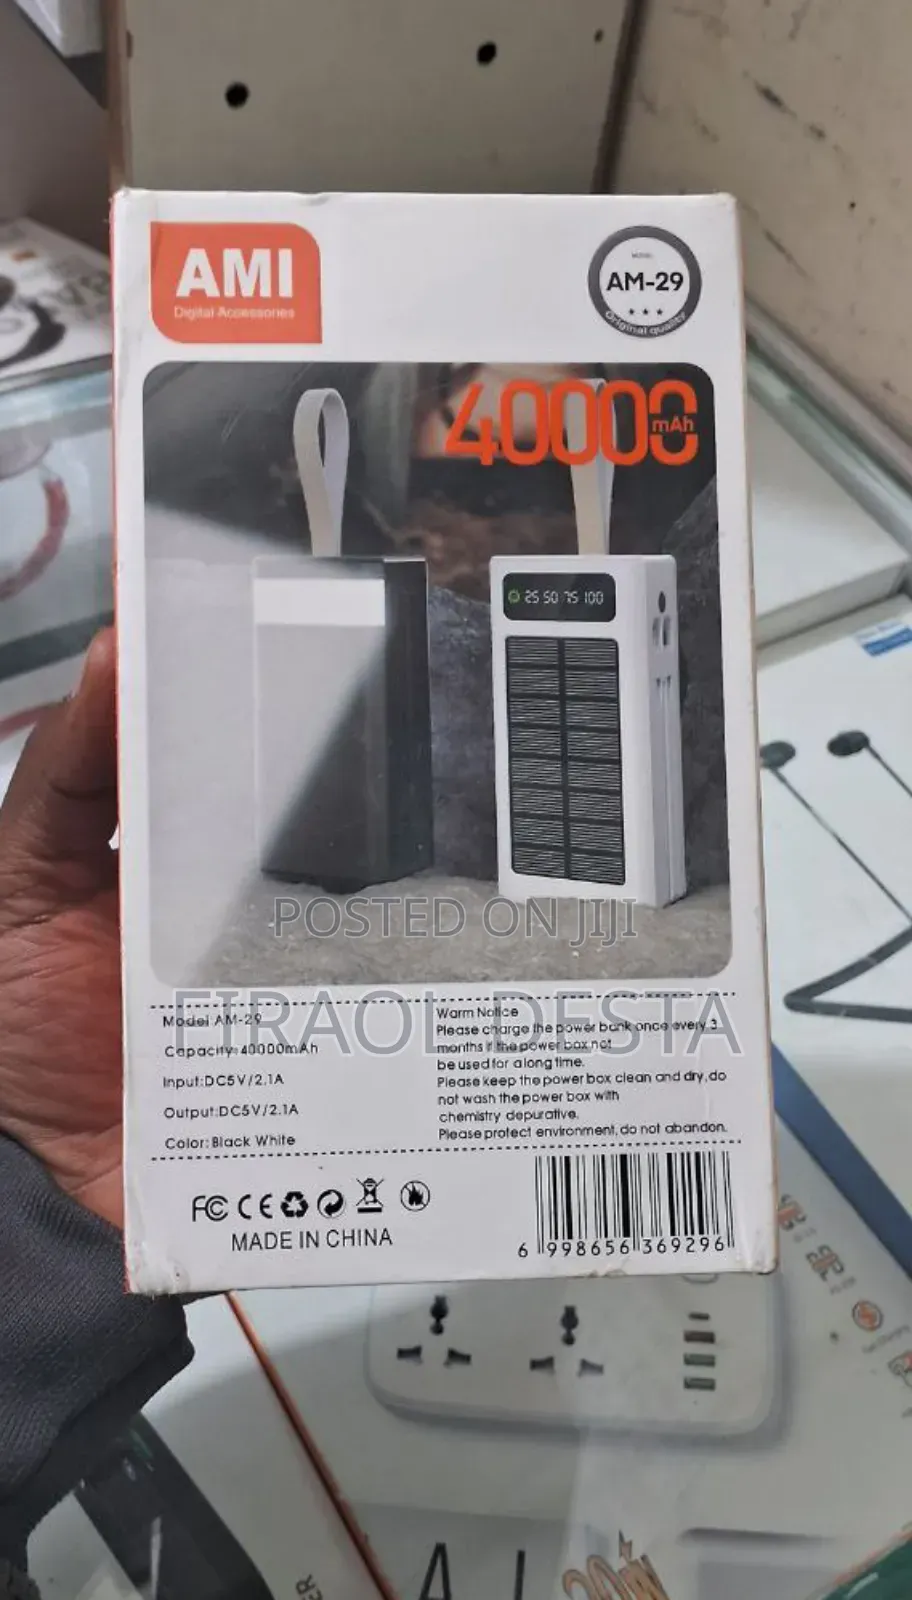 AMI
Digital Accessories
MODEL
AM-29
Original quality
40000
mAh
25 50 75 100
POSTED ON JIJI
FIRAOL DESTA
Model AM-29
Capacity:40000mAh
Input:DC5V/2.1A
Output:DC5V/2.1A
Color:Black White
Warm Notice
Please charge the power bank once every 3
months if the power box not
be used for a long time.
Please keep the power box clean and dry, do
not wash the power box with
chemistry depurative.
Please protect environment, do not abandon.
FC CE
MADE IN CHINA
6 998656 369296